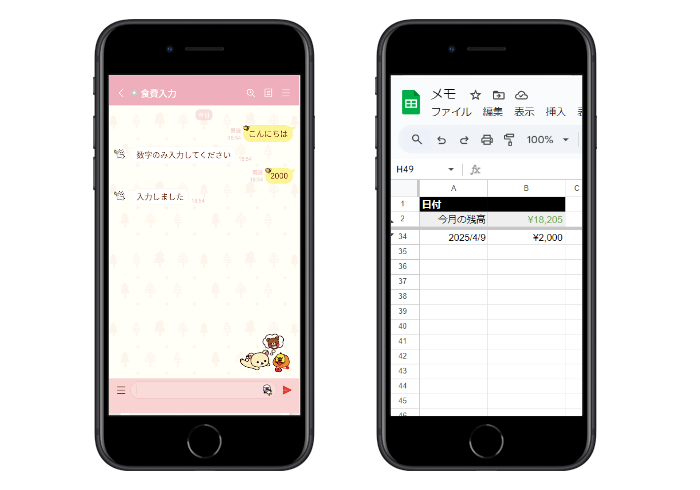 食費入力
今日
既読
18:54
こんにちは
数字のみ入力してください
18:54
既読
18:54
2000
入力しました
18:54
メモ
ファイル 編集 表示 挿入
100%
H49
fx
A B C
1 日付
2 今月の残高 ¥18,205
34 2025/4/9 ¥2,000
35
36
37
38
39
40
41
42
43
44
45
46